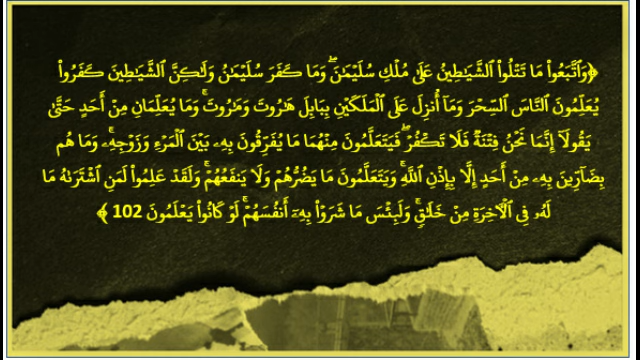 ﴿وَٱتَّبَعُواْ مَا تَتۡلُواْ ٱلشَّيَٰطِينُ عَلَىٰ مُلۡكِ سُلَيۡمَٰنَۖ وَمَا كَفَرَ سُلَيۡمَٰنُ وَلَٰكِنَّ ٱلشَّيَٰطِينَ كَفَرُواْ
يُعَلِّمُونَ ٱلنَّاسَ ٱلسِّحۡرَ وَمَآ أُنزِلَ عَلَى ٱلۡمَلَكَيۡنِ بِبَابِلَ هَٰرُوتَ وَمَٰرُوتَۚ وَمَا يُعَلِّمَانِ مِنۡ أَحَدٍ حَتَّىٰ
يَقُولَآ إِنَّمَا نَحۡنُ فِتۡنَةٞ فَلَا تَكۡفُرۡۖ فَيَتَعَلَّمُونَ مِنۡهُمَا مَا يُفَرِّقُونَ بِهِۦ بَيۡنَ ٱلۡمَرۡءِ وَزَوۡجِهِۦۚ وَمَا هُم
بِضَآرِّينَ بِهِۦ مِنۡ أَحَدٍ إِلَّا بِإِذۡنِ ٱللَّهِۚ وَيَتَعَلَّمُونَ مَا يَضُرُّهُمۡ وَلَا يَنفَعُهُمۡۚ وَلَقَدۡ عَلِمُواْ لَمَنِ ٱشۡتَرَىٰهُ مَا
لَهُۥ فِي ٱلۡأٓخِرَةِ مِنۡ خَلَٰقٖۚ وَلَبِئۡسَ مَا شَرَوۡاْ بِهِۦٓ أَنفُسَهُمۡۚ لَوۡ كَانُواْ يَعۡلَمُونَ 102 ﴾